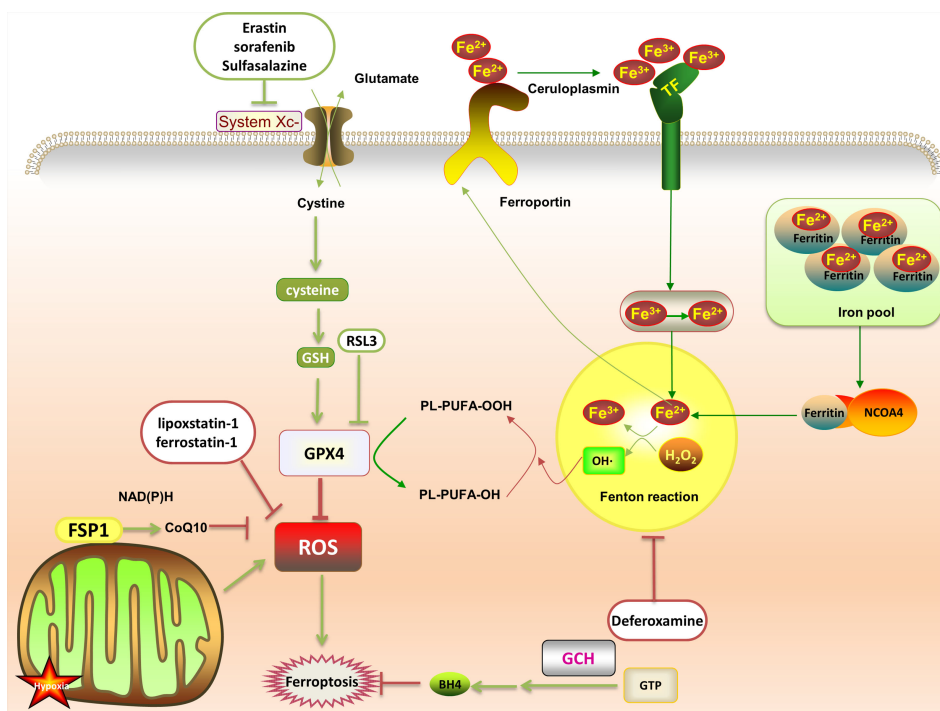 Erastin
sorafenib
Sulfasalazine
Glutamate
System Xc-
Cystine
cysteine
GSH
RSL3
GPX4
lipoxstatin-1
ferrostatin-1
NAD(P)H
FSP1
CoQ10
ROS
Hypoxia
Ferroptosis
BH4
GCH
GTP
Deferoxamine
PL-PUFA-OOH
PL-PUFA-OH
Fe²⁺
Fe²⁺
Ceruloplasmin
Ferroportin
Fe³⁺
Fe³⁺
Fe³⁺
TF
Fe³⁺
Fe²⁺
Fe³⁺
Fe²⁺
OH·
H₂O₂
Fenton reaction
Fe²⁺
Ferritin
Fe²⁺
Ferritin
Fe²⁺
Ferritin
Fe²⁺
Ferritin
Iron pool
Ferritin
NCOA4